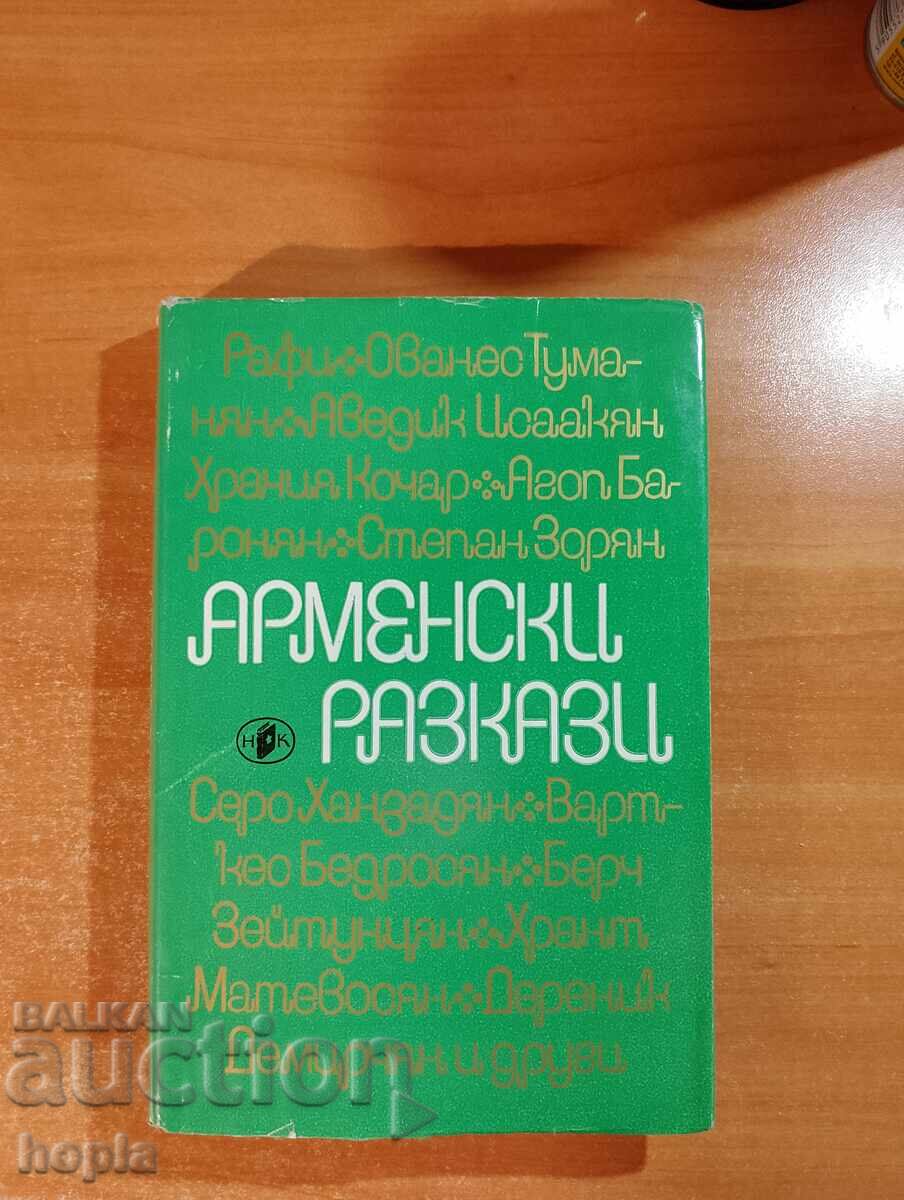 Рафи Ованес Тума-
нян Аведик Исаакян
Храчия Кочар Агоп Ба-
ронян Степан Зорян
АРМЕНСКИ
РАЗКАЗИ
Н К
Серо Ханзадян Варт-
кео Бедросян Берч
Зейтунцян Хрант
Матевосян Дереник
Демирчян и други
BALKAN
auction
hopla